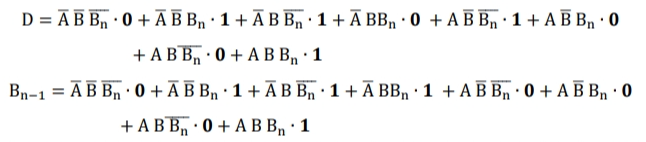 D = A̅ B̅ B̅n̅ · 0 + A̅ B̅ Bₙ · 1 + A̅ B B̅n̅ · 1 + A̅ BBₙ · 0 + A B̅ B̅n̅ · 1 + A B̅ Bₙ · 0
+ A B B̅n̅ · 0 + A B Bₙ · 1
Bₙ₋₁ = A̅ B̅ B̅n̅ · 0 + A̅ B̅ Bₙ · 1 + A̅ B B̅n̅ · 1 + A̅ BBₙ · 1 + A B̅ B̅n̅ · 0 + A B̅ Bₙ · 0
+ A B B̅n̅ · 0 + A B Bₙ · 1